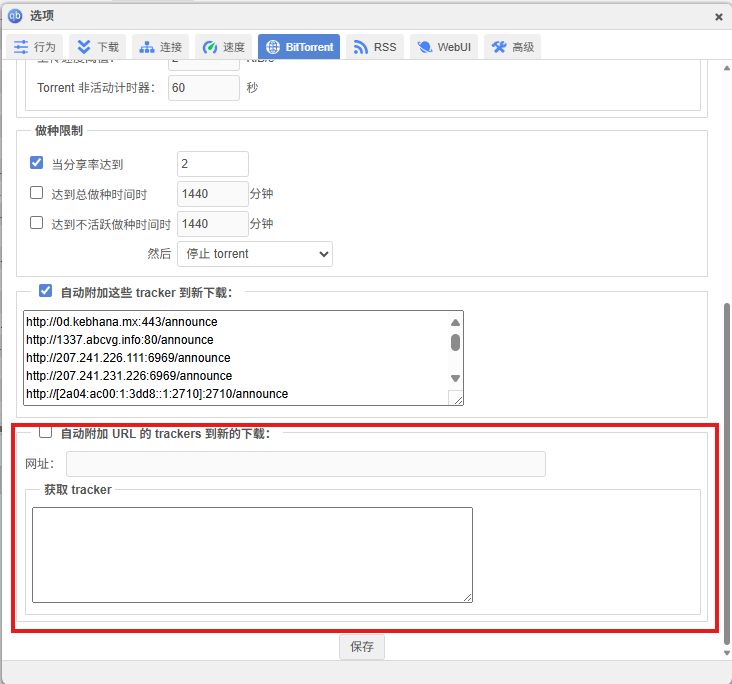 qb 选项
行为 下载 连接 速度 BitTorrent RSS WebUI 高级
Torrent 非活动计时器： 60 秒
做种限制
当分享率达到 2
达到总做种时间时 1440 分钟
达到不活跃做种时间时 1440 分钟
然后 停止 torrent
自动附加这些 tracker 到新下载：
http://0d.kebhana.mx:443/announce
http://1337.abcvg.info:80/announce
http://207.241.226.111:6969/announce
http://207.241.231.226:6969/announce
http://[2a04:ac00:1:3dd8::1:2710]:2710/announce
自动附加 URL 的 trackers 到新的下载：
网址：
获取 tracker
保存